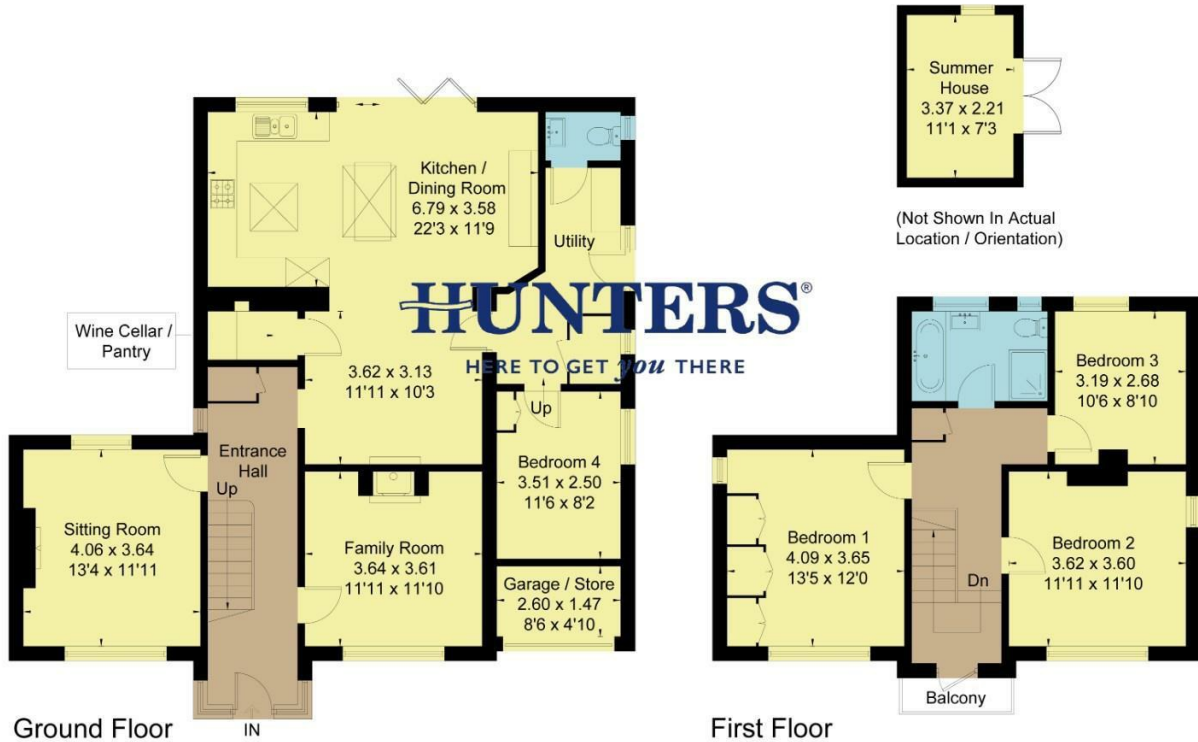 Summer
House
3.37 x 2.21
11'1 x 7'3
(Not Shown In Actual
Location / Orientation)
Kitchen /
Dining Room
6.79 x 3.58
22'3 x 11'9
Utility
HUNTERS®
HERE TO GET you THERE
Wine Cellar /
Pantry
3.62 x 3.13
11'11 x 10'3
Up
Entrance
Hall
Up
Bedroom 4
3.51 x 2.50
11'6 x 8'2
Sitting Room
4.06 x 3.64
13'4 x 11'11
Family Room
3.64 x 3.61
11'11 x 11'10
Garage / Store
2.60 x 1.47
8'6 x 4'10
Ground Floor
IN
Bedroom 3
3.19 x 2.68
10'6 x 8'10
Bedroom 1
4.09 x 3.65
13'5 x 12'0
Bedroom 2
3.62 x 3.60
11'11 x 11'10
Dn
Balcony
First Floor